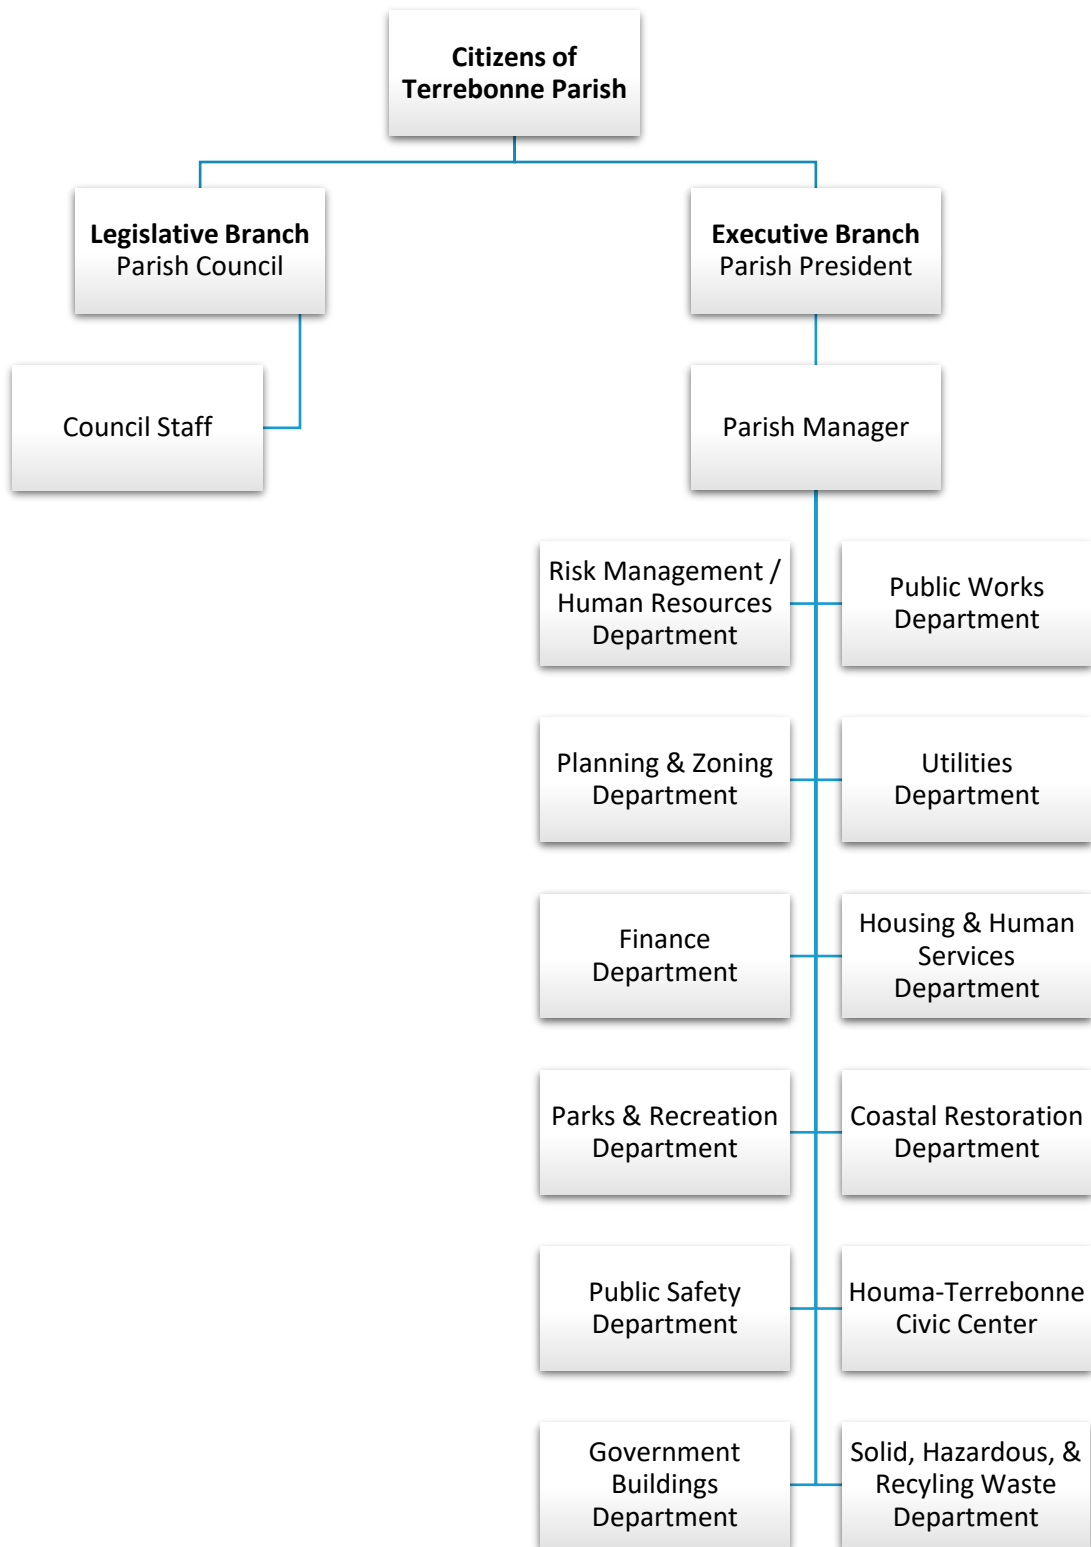 Citizens of
Terrebonne Parish
Legislative Branch
Parish Council
Executive Branch
Parish President
Council Staff
Parish Manager
Risk Management /
Human Resources
Department
Public Works
Department
Planning & Zoning
Department
Utilities
Department
Finance
Department
Housing & Human
Services
Department
Parks & Recreation
Department
Coastal Restoration
Department
Public Safety
Department
Houma-Terrebonne
Civic Center
Government
Buildings
Department
Solid, Hazardous, &
Recyling Waste
Department